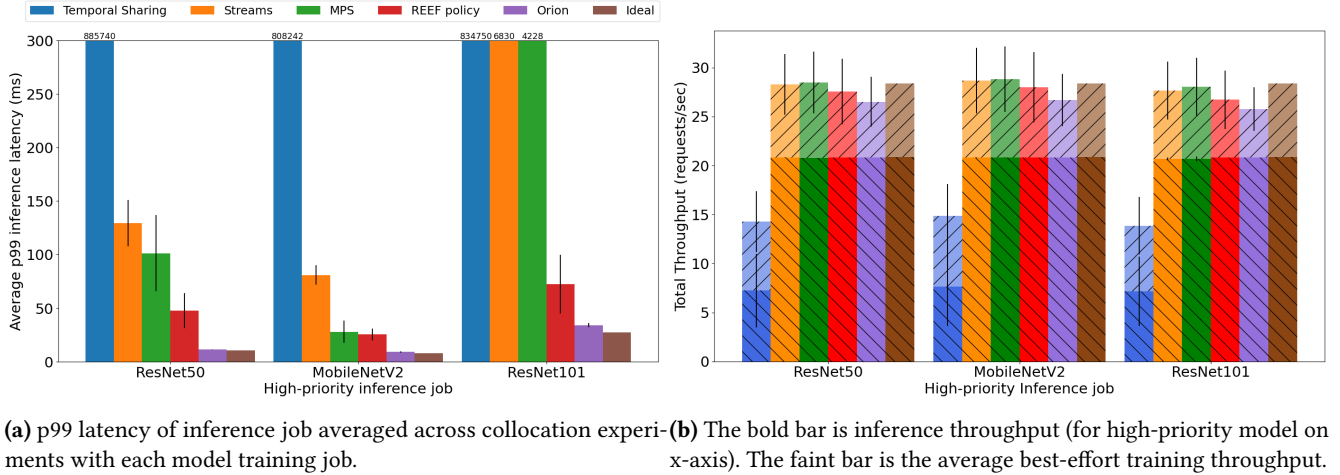 Temporal Sharing Streams MPS REEF policy Orion Ideal
885740 808242 834750 6830 4228
Average p99 inference latency (ms)
300
250
200
150
100
50
0
ResNet50 MobileNetV2 ResNet101
High-priority inference job
Total Throughput (requests/sec)
30
25
20
15
10
5
0
ResNet50 MobileNetV2 ResNet101
High-priority Inference job
(a) p99 latency of inference job averaged across collocation experi-
ments with each model training job.
(b) The bold bar is inference throughput (for high-priority model on
x-axis). The faint bar is the average best-effort training throughput.